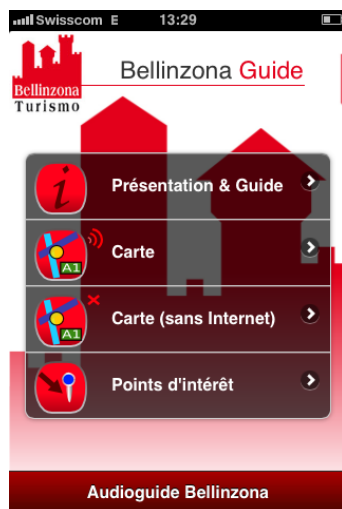 Swisscom E 13:29
Bellinzona
Turismo
Bellinzona Guide
i
Présentation & Guide
Carte
A1
Carte (sans Internet)
A1
Points d'intérêt
Audioguide Bellinzona